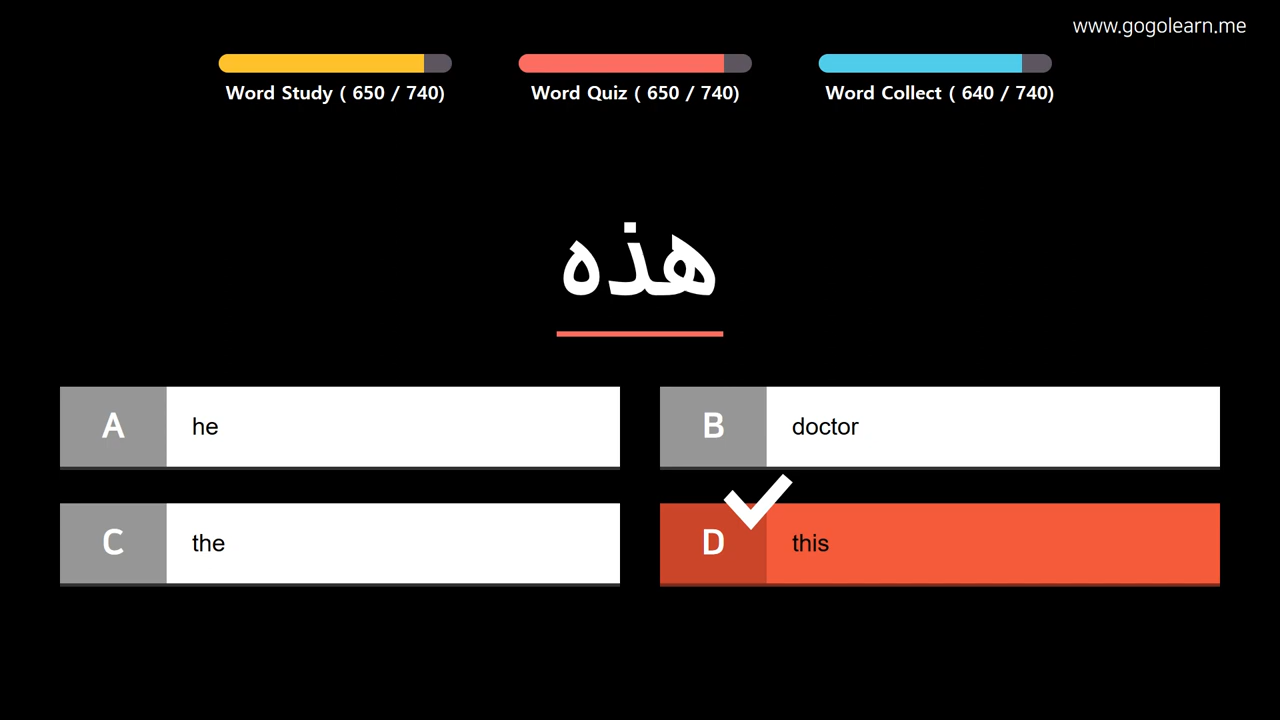 www.gogolearn.me
Word Study ( 650 / 740)
Word Quiz ( 650 / 740)
Word Collect ( 640 / 740)
هذه
A he
B doctor
C the
D this